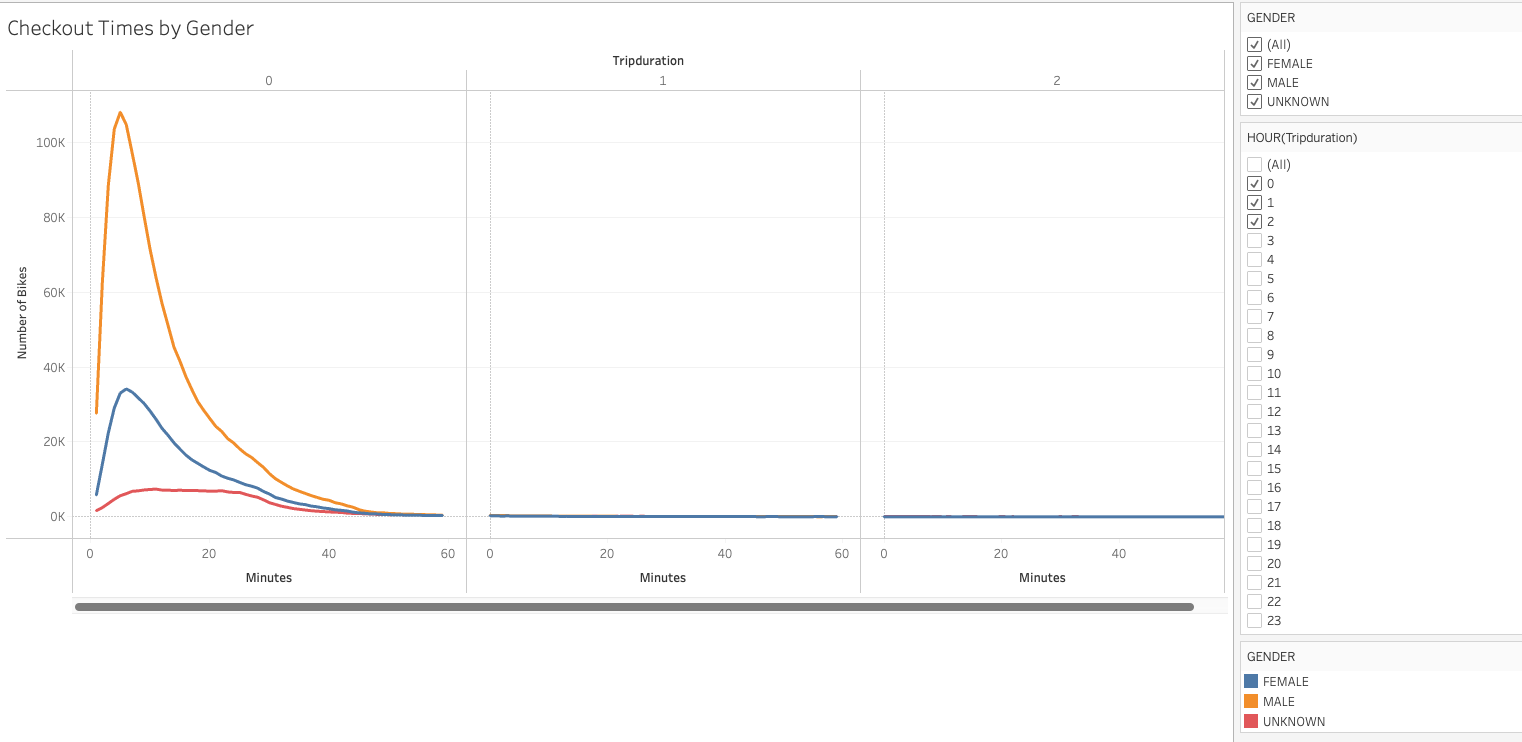 Checkout Times by Gender
Tripduration
0 1 2
100K
80K
60K
40K
20K
0K
Number of Bikes
0 20 40 60 0 20 40 60 0 20 40
Minutes Minutes Minutes
GENDER
(All)
FEMALE
MALE
UNKNOWN
HOUR(Tripduration)
(All)
0
1
2
3
4
5
6
7
8
9
10
11
12
13
14
15
16
17
18
19
20
21
22
23
GENDER
FEMALE
MALE
UNKNOWN